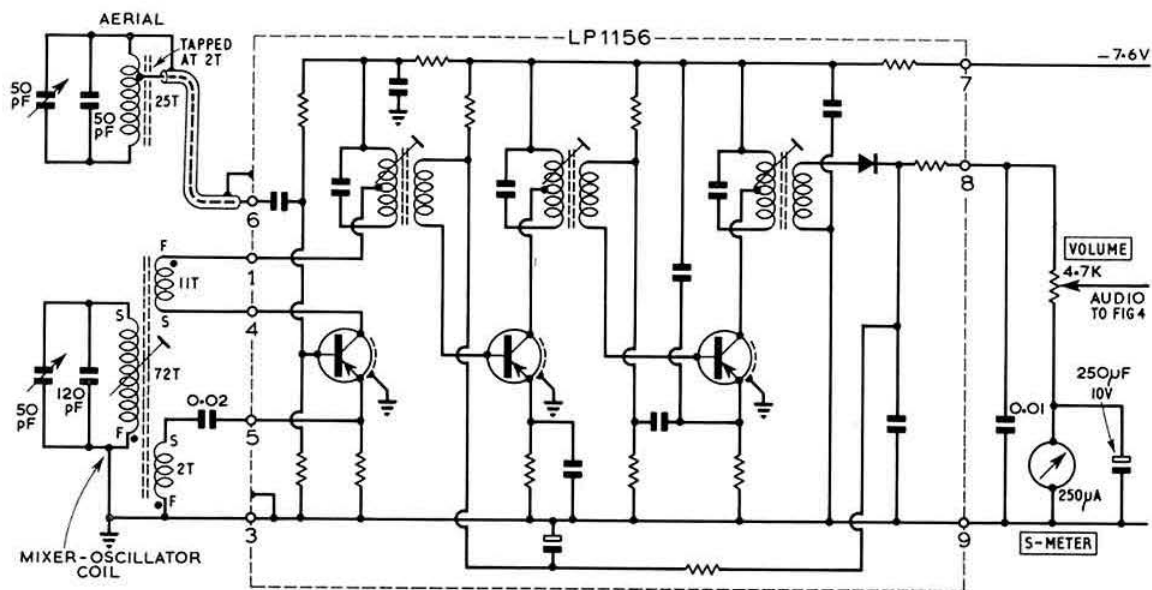 AERIAL
TAPPED
AT 2T
LP1156
-7.6V
7
50
pF
50
pF
25T
8
6
F
1
11T
VOLUME
4.7K
S
4
AUDIO
TO FIG 4
S
72T
50
pF
120
pF
0.02
250µF
10V
F
5
S
0.01
2T
F
250µA
3
9
MIXER-OSCILLATOR
COIL
S-METER